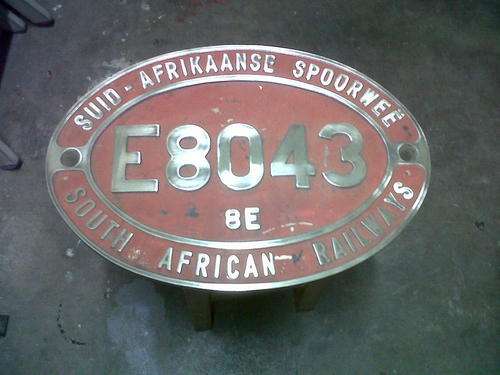 SUID-AFRIKAANSE SPOORWEË
E8043
8E
SOUTH AFRICAN RAILWAYS